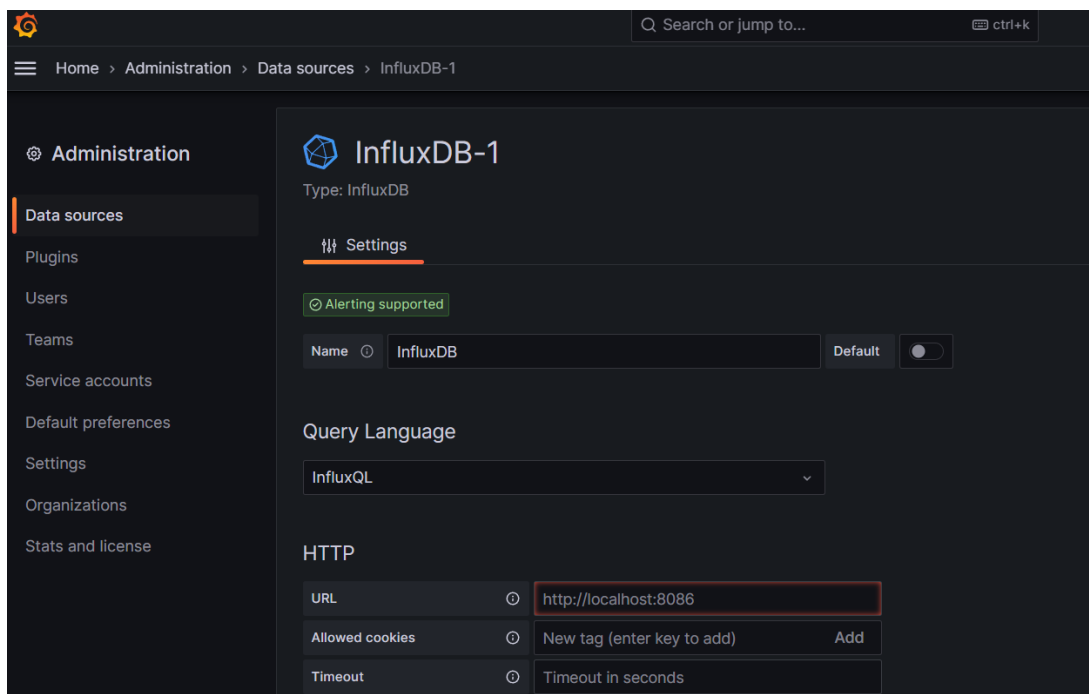 Search or jump to... ctrl+k
Home › Administration › Data sources › InfluxDB-1
Administration
Data sources
Plugins
Users
Teams
Service accounts
Default preferences
Settings
Organizations
Stats and license
InfluxDB-1
Type: InfluxDB
Settings
Alerting supported
Name InfluxDB Default
Query Language
InfluxQL
HTTP
URL http://localhost:8086
Allowed cookies New tag (enter key to add) Add
Timeout Timeout in seconds